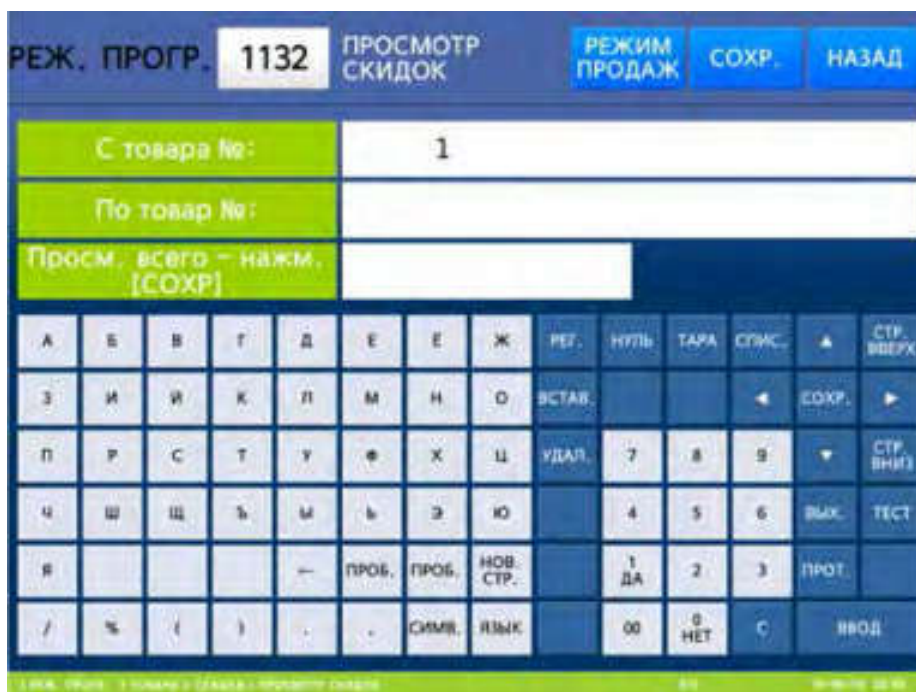 РЕЖ. ПРОГР. 1132 ПРОСМОТР СКИДОК РЕЖИМ ПРОДАЖ СОХР. НАЗАД
С товара №: 1
По товар №:
Просм. всего - нажм. [СОХР]
А Б В Г Д Е Ё Ж РЕГ. НУЛЬ ТАРА СПИС. ▲ СТР. ВВЕРХ
З И Й К Л М Н О ВСТАВ. ◄ СОХР. ►
П Р С Т У Ф Х Ц УДАЛ. 7 8 9 ▼ СТР. ВНИЗ
Ч Ш Щ Ъ Ы Ь Э Ю 4 5 6 ВЫХ. ТЕСТ
Я ← ПРОБ. ПРОБ. НОВ. СТР. 1 ДА 2 3 ПРОТ.
/ % ( ) СИМВ. ЯЗЫК 00 0 НЕТ С ВВОД